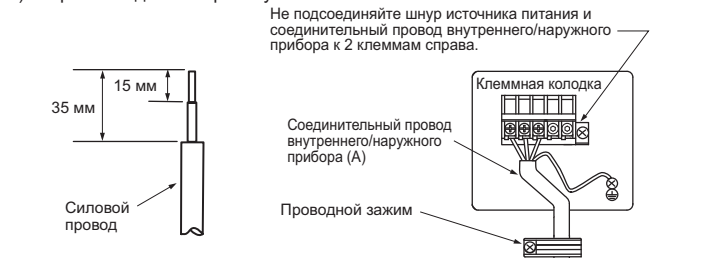 Не подсоединяйте шнур источника питания и
соединительный провод внутреннего/наружного
прибора к 2 клеммам справа.
15 мм
35 мм
Силовой
провод
Клеммная колодка
Соединительный провод
внутреннего/наружного
прибора (A)
Проводной зажим